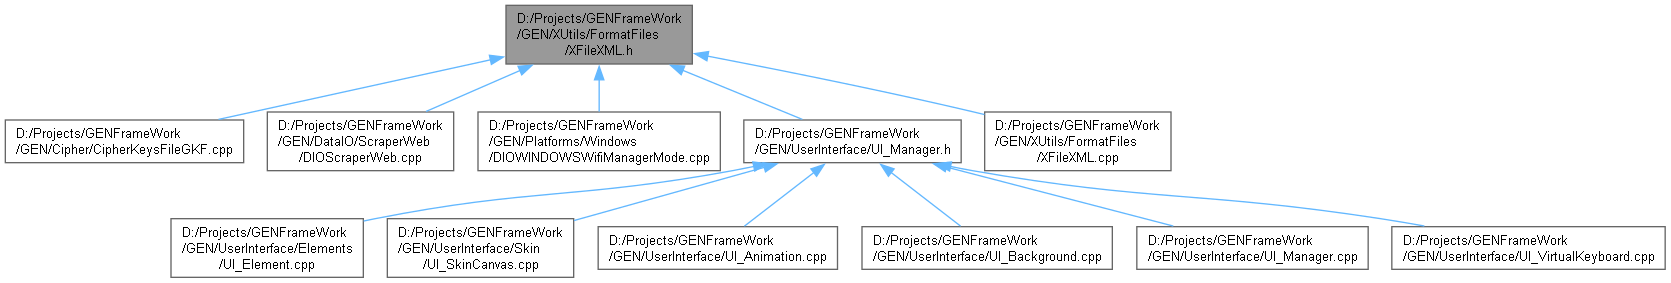 D:/Projects/GENFrameWork
/GEN/XUtils/FormatFiles
/XFileXML.h
D:/Projects/GENFrameWork
/GEN/Cipher/CipherKeysFileGKF.cpp
D:/Projects/GENFrameWork
/GEN/DataIO/ScraperWeb
/DIOScraperWeb.cpp
D:/Projects/GENFrameWork
/GEN/Platforms/Windows
/DIOWINDOWSWifiManagerMode.cpp
D:/Projects/GENFrameWork
/GEN/UserInterface/UI_Manager.h
D:/Projects/GENFrameWork
/GEN/XUtils/FormatFiles
/XFileXML.cpp
D:/Projects/GENFrameWork
/GEN/UserInterface/Elements
/UI_Element.cpp
D:/Projects/GENFrameWork
/GEN/UserInterface/Skin
/UI_SkinCanvas.cpp
D:/Projects/GENFrameWork
/GEN/UserInterface/UI_Animation.cpp
D:/Projects/GENFrameWork
/GEN/UserInterface/UI_Background.cpp
D:/Projects/GENFrameWork
/GEN/UserInterface/UI_Manager.cpp
D:/Projects/GENFrameWork
/GEN/UserInterface/UI_VirtualKeyboard.cpp